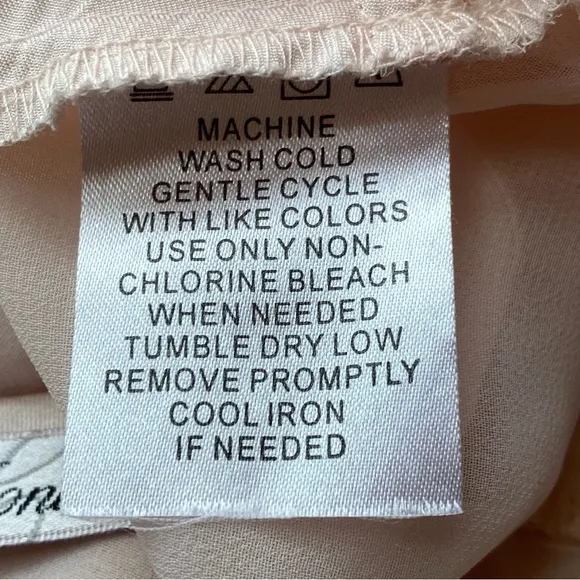 MACHINE
WASH COLD
GENTLE CYCLE
WITH LIKE COLORS
USE ONLY NON-
CHLORINE BLEACH
WHEN NEEDED
TUMBLE DRY LOW
REMOVE PROMPTLY
COOL IRON
IF NEEDED